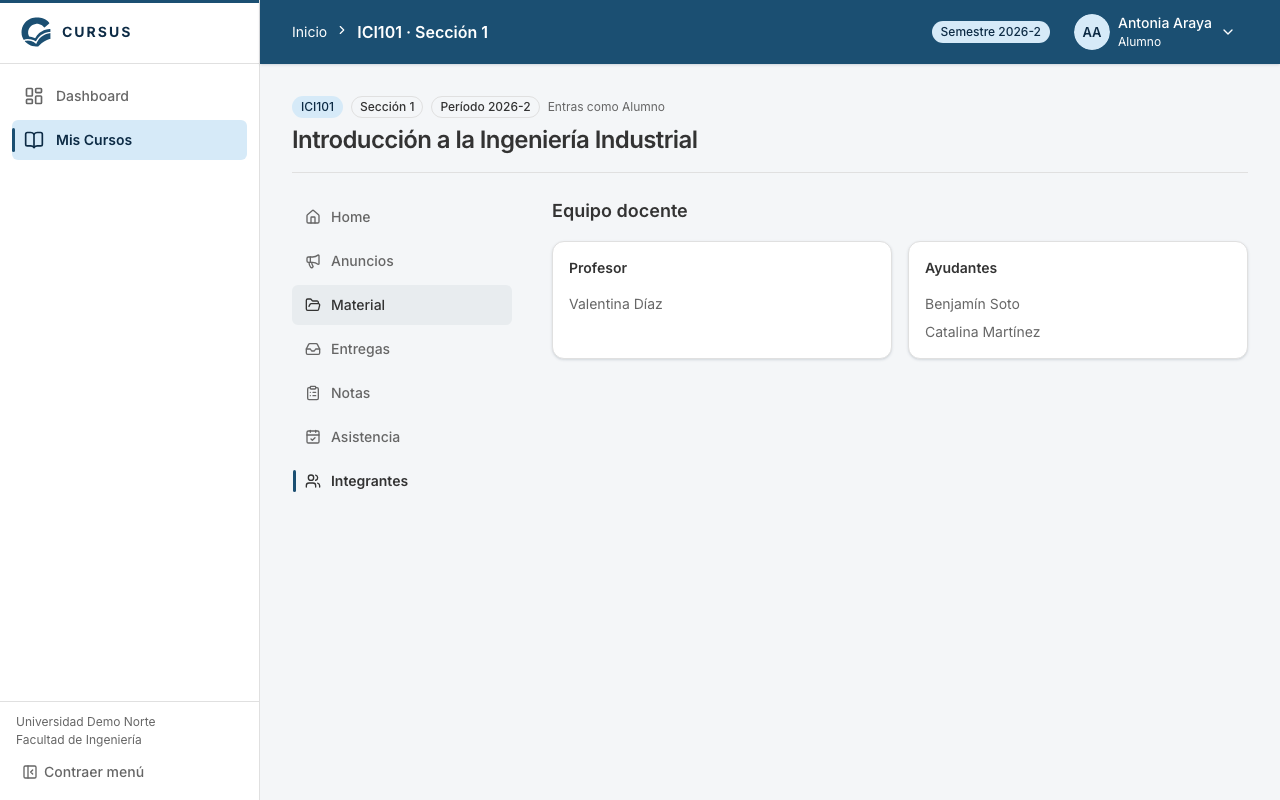 CURSUS
Inicio
ICI101 · Sección 1
Semestre 2026-2
AA
Antonia Araya
Alumno
Dashboard
Mis Cursos
ICI101
Sección 1
Período 2026-2
Entras como Alumno
Introducción a la Ingeniería Industrial
Home
Anuncios
Material
Entregas
Notas
Asistencia
Integrantes
Equipo docente
Profesor
Valentina Díaz
Ayudantes
Benjamín Soto
Catalina Martínez
Universidad Demo Norte
Facultad de Ingeniería
Contraer menú